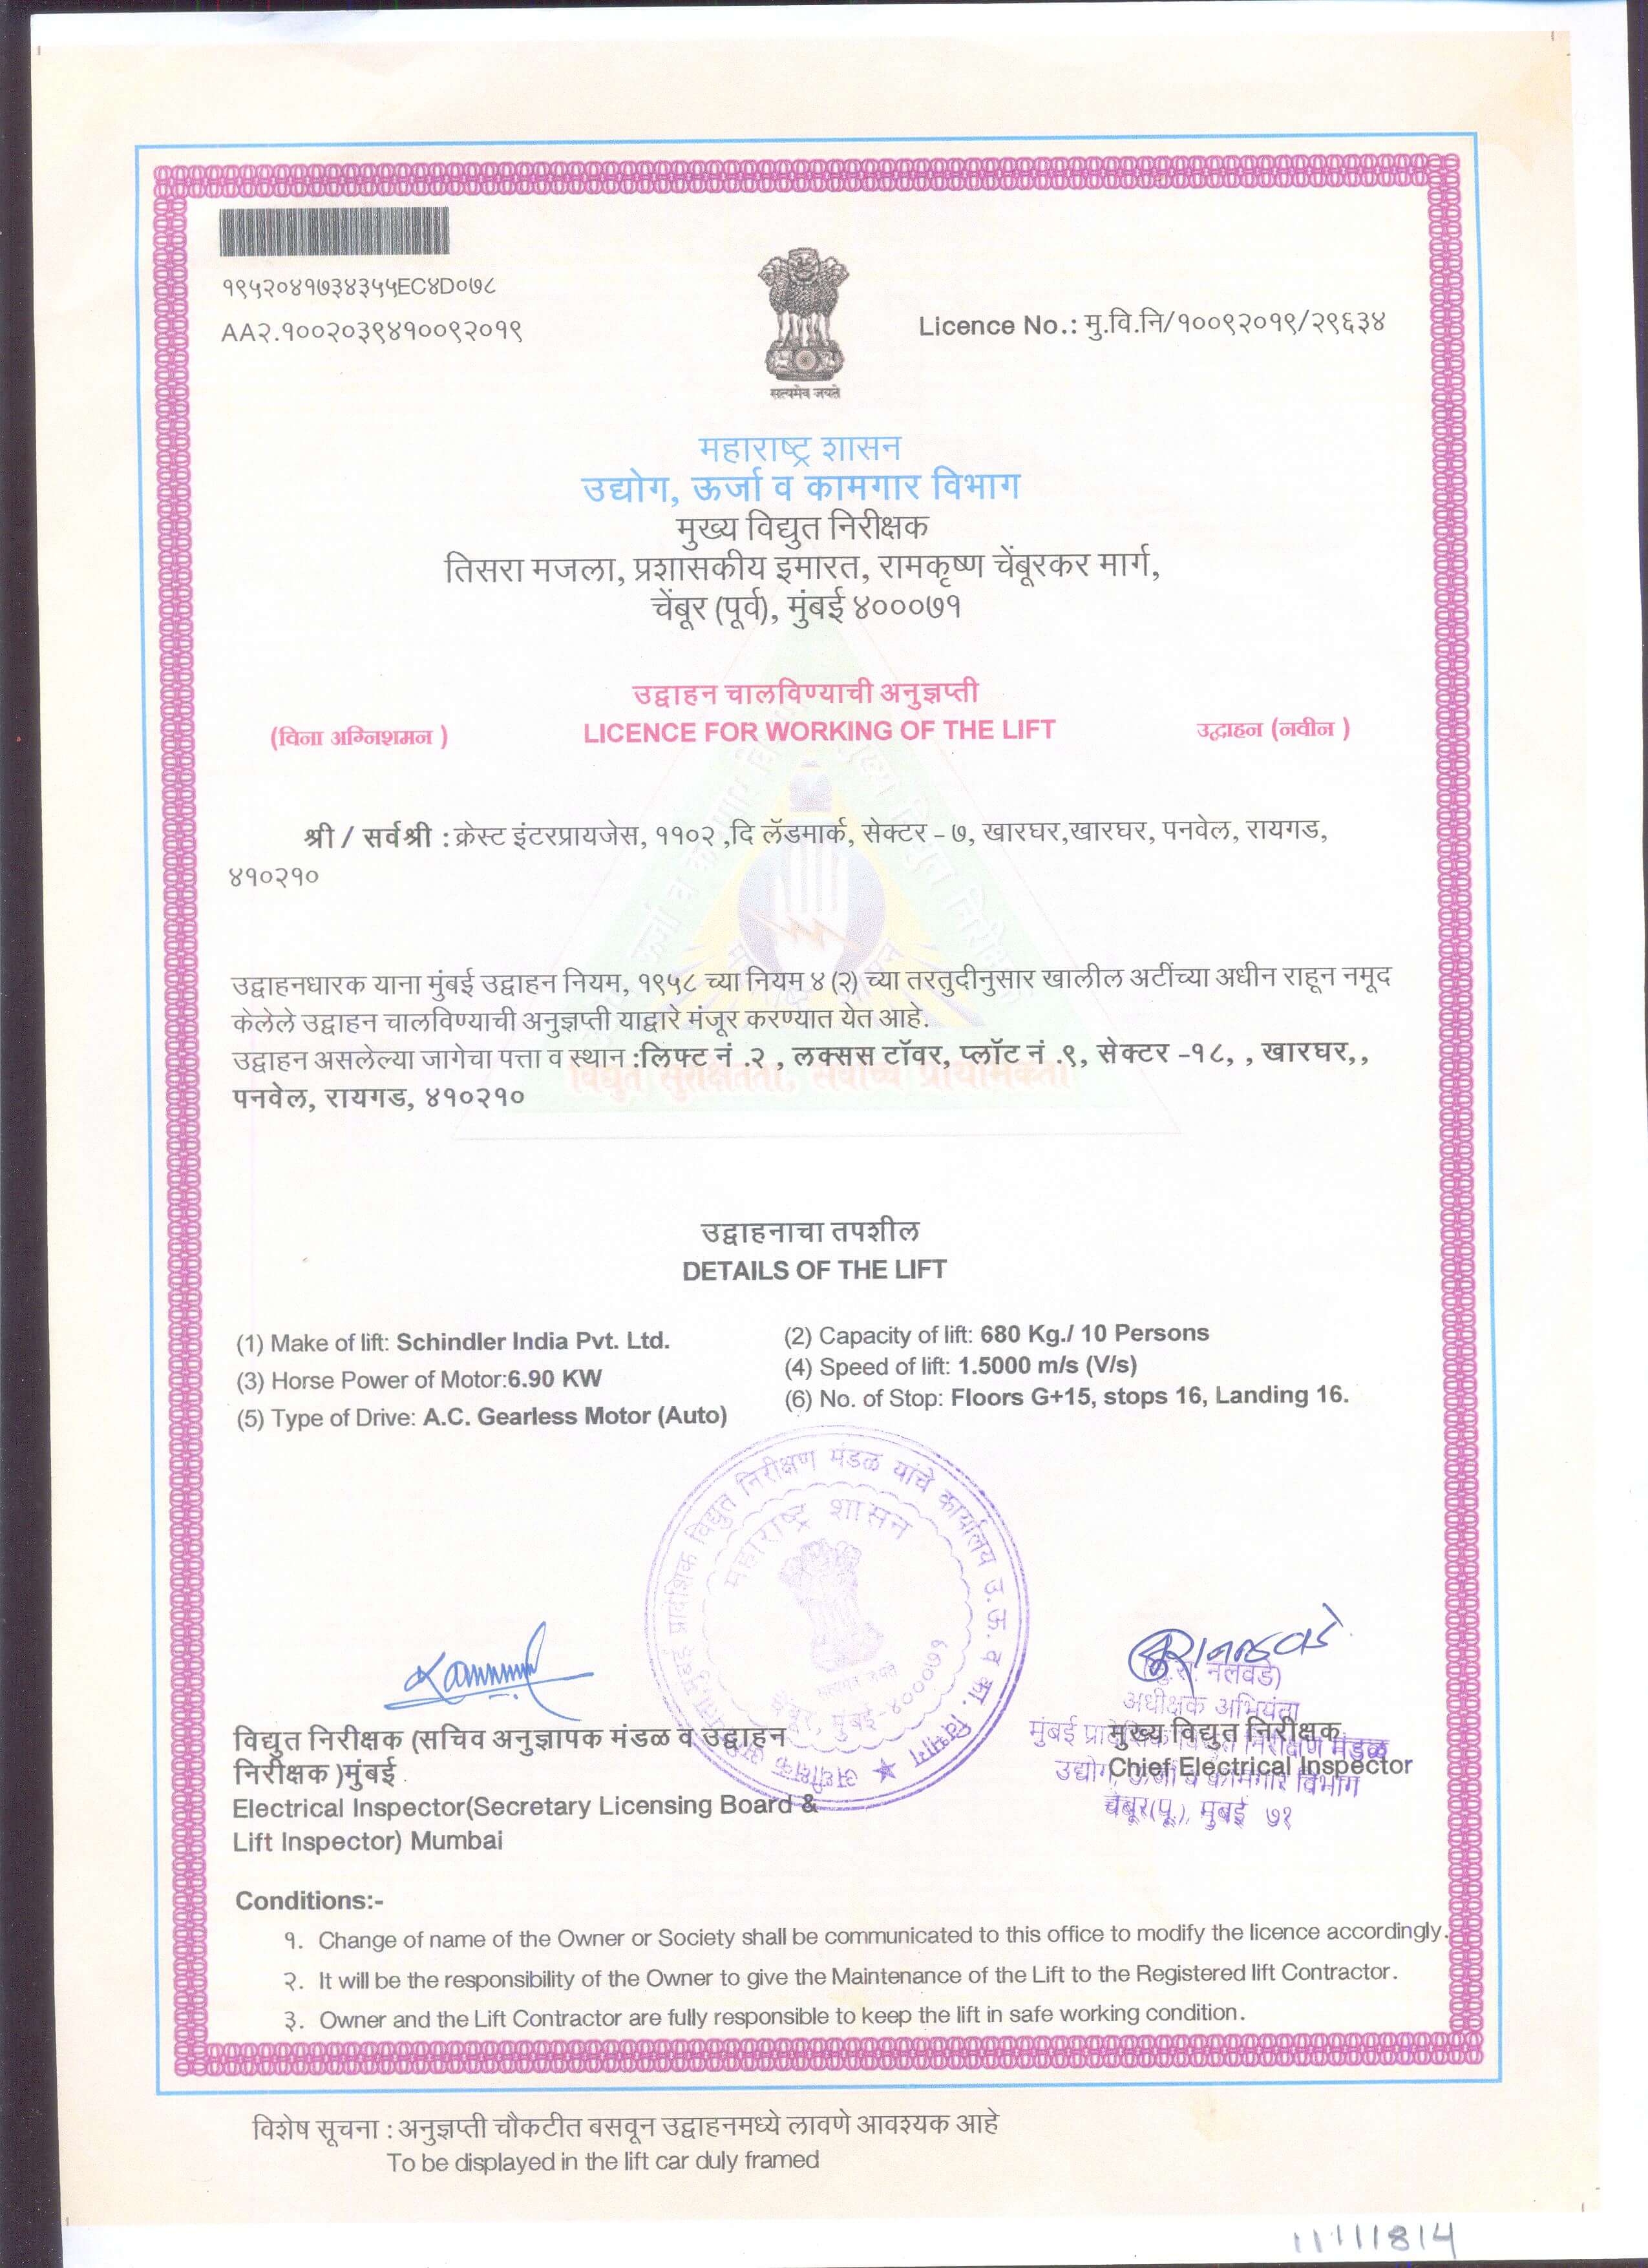 १९५२०४१७३४३५५EC४D०७८
AA२.१००२०३९४१००९२०१९
Licence No.: मु.वि.नि/१००९२०१९/२९६३४
सत्यमेव जयते
महाराष्ट्र शासन
उद्योग, ऊर्जा व कामगार विभाग
मुख्य विद्युत निरीक्षक
तिसरा मजला, प्रशासकीय इमारत, रामकृष्ण चेंबूरकर मार्ग,
चेंबूर (पूर्व), मुंबई ४०००७१
उद्वाहन चालविण्याची अनुज्ञप्ती
(विना अग्निशमन )
LICENCE FOR WORKING OF THE LIFT
उद्वाहन (नवीन )
श्री / सर्वश्री : क्रेस्ट इंटरप्रायजेस, ११०२ ,दि लॅडमार्क, सेक्टर - ७, खारघर,खारघर, पनवेल, रायगड,
४१०२१०
उद्वाहनधारक याना मुंबई उद्वाहन नियम, १९५८ च्या नियम ४ (२) च्या तरतुदीनुसार खालील अटींच्या अधीन राहून नमूद
केलेले उद्वाहन चालविण्याची अनुज्ञप्ती याद्वारे मंजूर करण्यात येत आहे.
उद्वाहन असलेल्या जागेचा पत्ता व स्थान :लिफ्ट नं .२ , लक्सस टॉवर, प्लॉट नं .९, सेक्टर -१८, , खारघर,,
पनवेल, रायगड, ४१०२१०
विद्युत सुरक्षितता, सर्वोच्च प्राथमिकता
उद्वाहनाचा तपशील
DETAILS OF THE LIFT
(1) Make of lift: Schindler India Pvt. Ltd.
(2) Capacity of lift: 680 Kg./ 10 Persons
(3) Horse Power of Motor:6.90 KW
(4) Speed of lift: 1.5000 m/s (V/s)
(5) Type of Drive: A.C. Gearless Motor (Auto)
(6) No. of Stop: Floors G+15, stops 16, Landing 16.
प्रादेशिक विद्युत निरीक्षण मंडळ यांचे कार्यालय उ.ऊ. व का. विभाग
महाराष्ट्र शासन
चेंबूर, मुंबई-४०००७१
नलवडे)
अधीक्षक अभियंता
मुंबई प्रादेशिक विद्युत निरीक्षण मंडळ
उद्योग, ऊर्जा व कामगार विभाग
चेंबूर(पू.), मुंबई ७१
विद्युत निरीक्षक (सचिव अनुज्ञापक मंडळ व उद्वाहन
निरीक्षक )मुंबई
Electrical Inspector(Secretary Licensing Board &
Lift Inspector) Mumbai
मुख्य विद्युत निरीक्षक
Chief Electrical Inspector
Conditions:-
१. Change of name of the Owner or Society shall be communicated to this office to modify the licence accordingly.
२. It will be the responsibility of the Owner to give the Maintenance of the Lift to the Registered lift Contractor.
३. Owner and the Lift Contractor are fully responsible to keep the lift in safe working condition.
विशेष सूचना : अनुज्ञप्ती चौकटीत बसवून उद्वाहनमध्ये लावणे आवश्यक आहे
To be displayed in the lift car duly framed
11111814